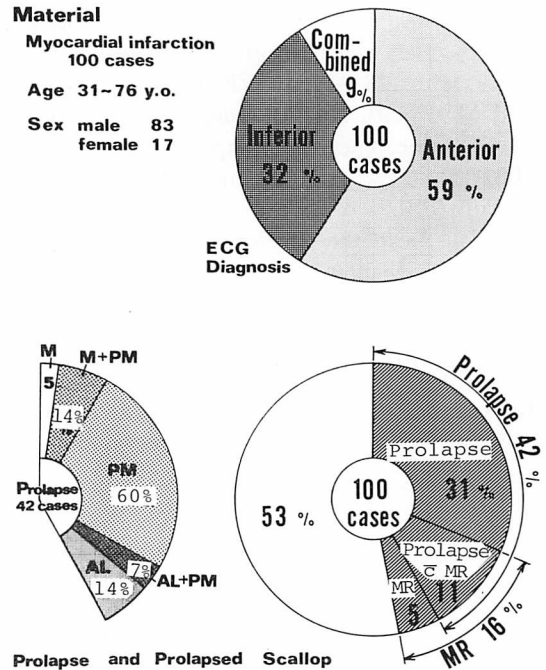 Material
Myocardial infarction
100 cases
Age 31~76 y.o.
Sex male 83
female 17
Com-
bined
9%
Inferior
32 %
100
cases
Anterior
59 %
ECG
Diagnosis
M
M+PM
5
14%
PM
60%
Prolapse
42 cases
AL
14%
7%
AL+PM
Prolapse 42 %
Prolapse
31 %
100
cases
53 %
Prolapse
c̄ MR
11
MR
5
MR 16 %
Prolapse and Prolapsed Scallop